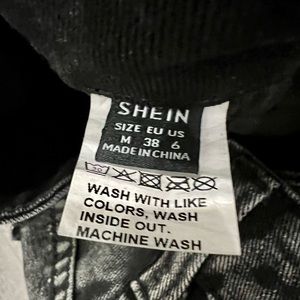 SHEIN
SIZE EU US
M 38 6
MADE IN CHINA
WASH WITH LIKE
COLORS, WASH
INSIDE OUT.
MACHINE WASH